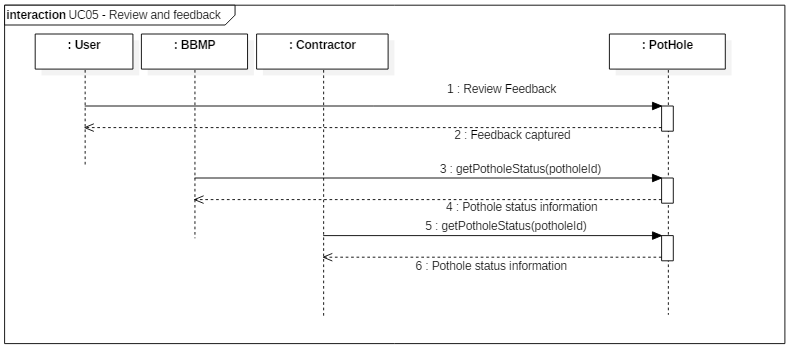 interaction UC05 - Review and feedback
: User
: BBMP
: Contractor
: PotHole
1 : Review Feedback
2 : Feedback captured
3 : getPotholeStatus(potholeId)
4 : Pothole status information
5 : getPotholeStatus(potholeId)
6 : Pothole status information